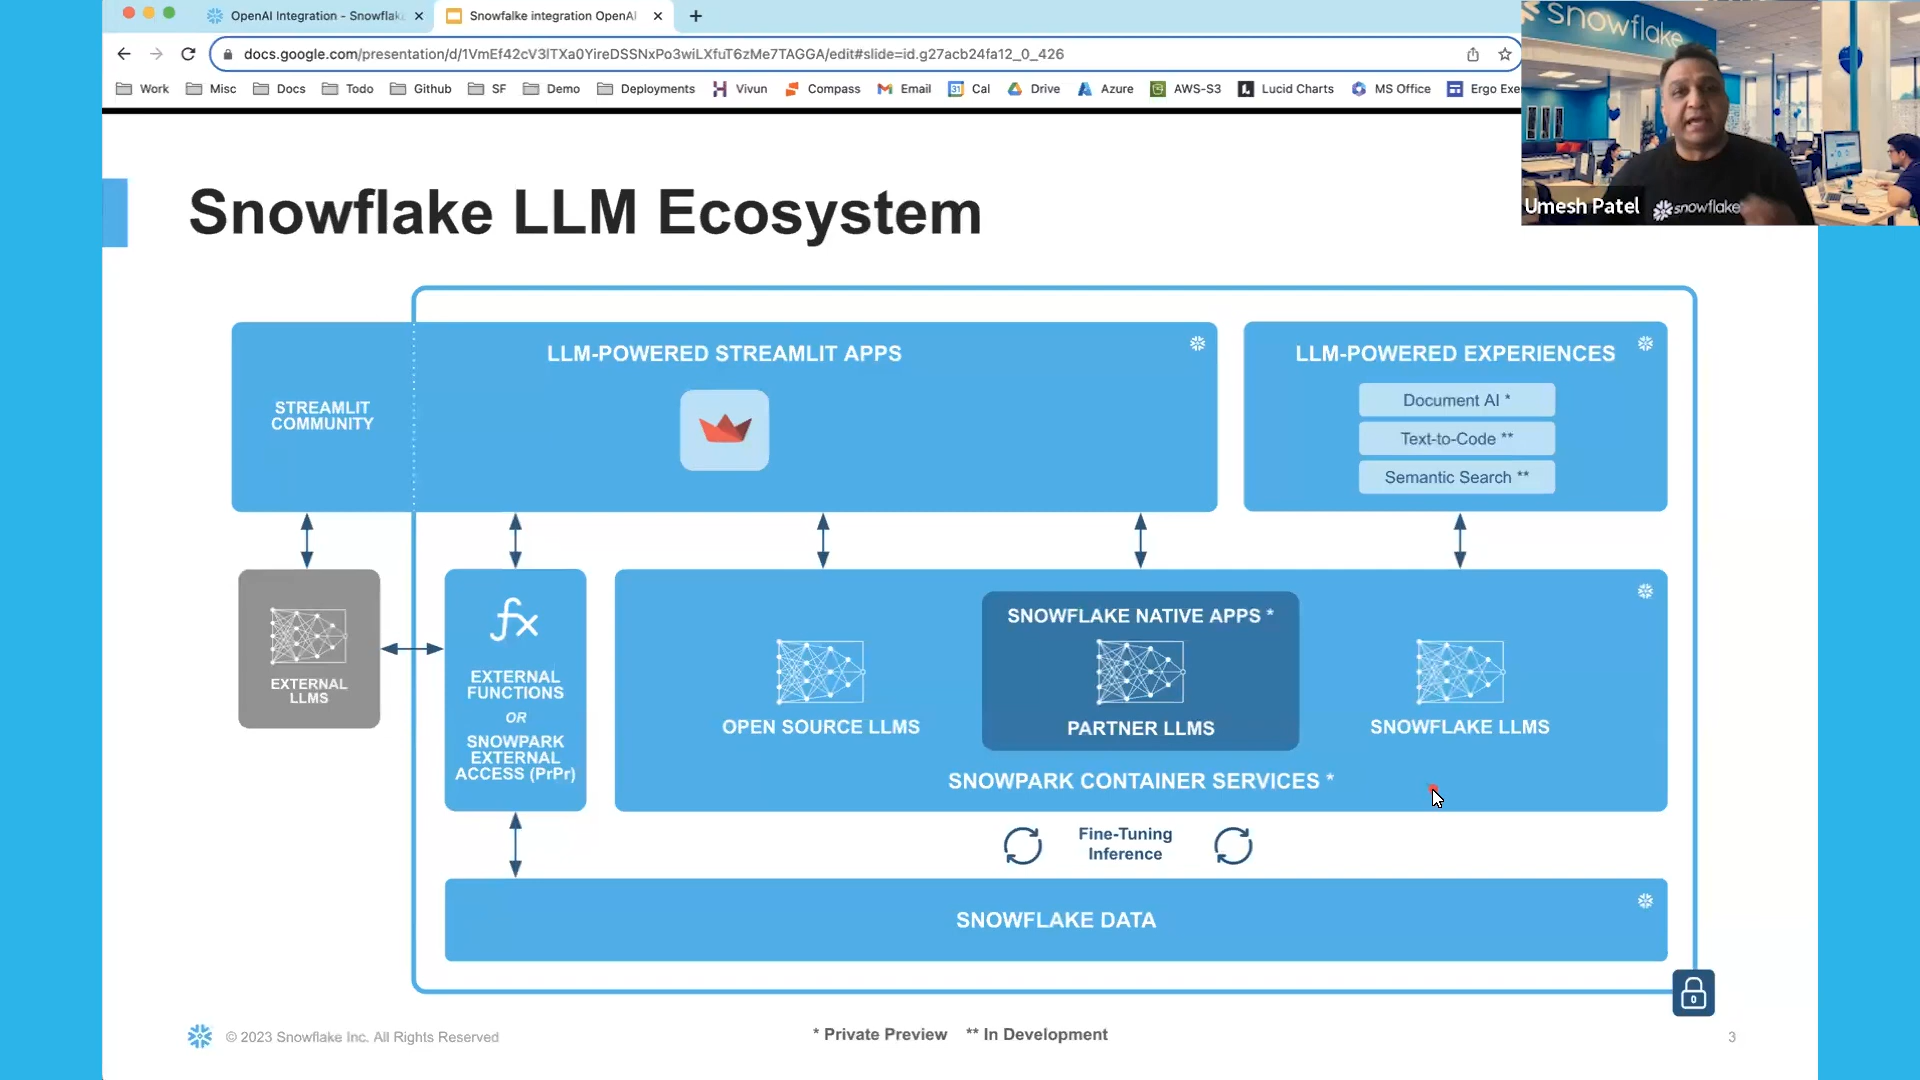 OpenAI Integration - Snowflak
Snowfalke integration OpenAI
docs.google.com/presentation/d/1VmEf42cV3lTXa0YireDSSNxPo3wiLXfuT6zMe7TAGGA/edit#slide=id.g27acb24fa12_0_426
Work Misc Docs Todo Github SF Demo Deployments Vivun Compass Email Cal Drive Azure AWS-S3 Lucid Charts MS Office Ergo Exe
snowflake
Umesh Patel
snowflake
Snowflake LLM Ecosystem
LLM-POWERED STREAMLIT APPS
STREAMLIT
COMMUNITY
LLM-POWERED EXPERIENCES
Document AI *
Text-to-Code **
Semantic Search **
EXTERNAL
LLMS
fx
EXTERNAL
FUNCTIONS
OR
SNOWPARK
EXTERNAL
ACCESS (PrPr)
OPEN SOURCE LLMS
SNOWFLAKE NATIVE APPS *
PARTNER LLMS
SNOWFLAKE LLMS
SNOWPARK CONTAINER SERVICES *
Fine-Tuning
Inference
SNOWFLAKE DATA
© 2023 Snowflake Inc. All Rights Reserved
* Private Preview ** In Development
3